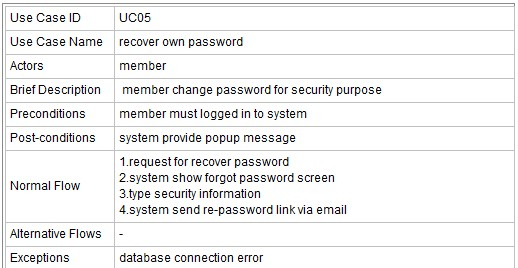 Use Case ID UC05
Use Case Name recover own password
Actors member
Brief Description member change password for security purpose
Preconditions member must logged in to system
Post-conditions system provide popup message
Normal Flow
1.request for recover password
2.system show forgot password screen
3.type security information
4.system send re-password link via email
Alternative Flows -
Exceptions database connection error